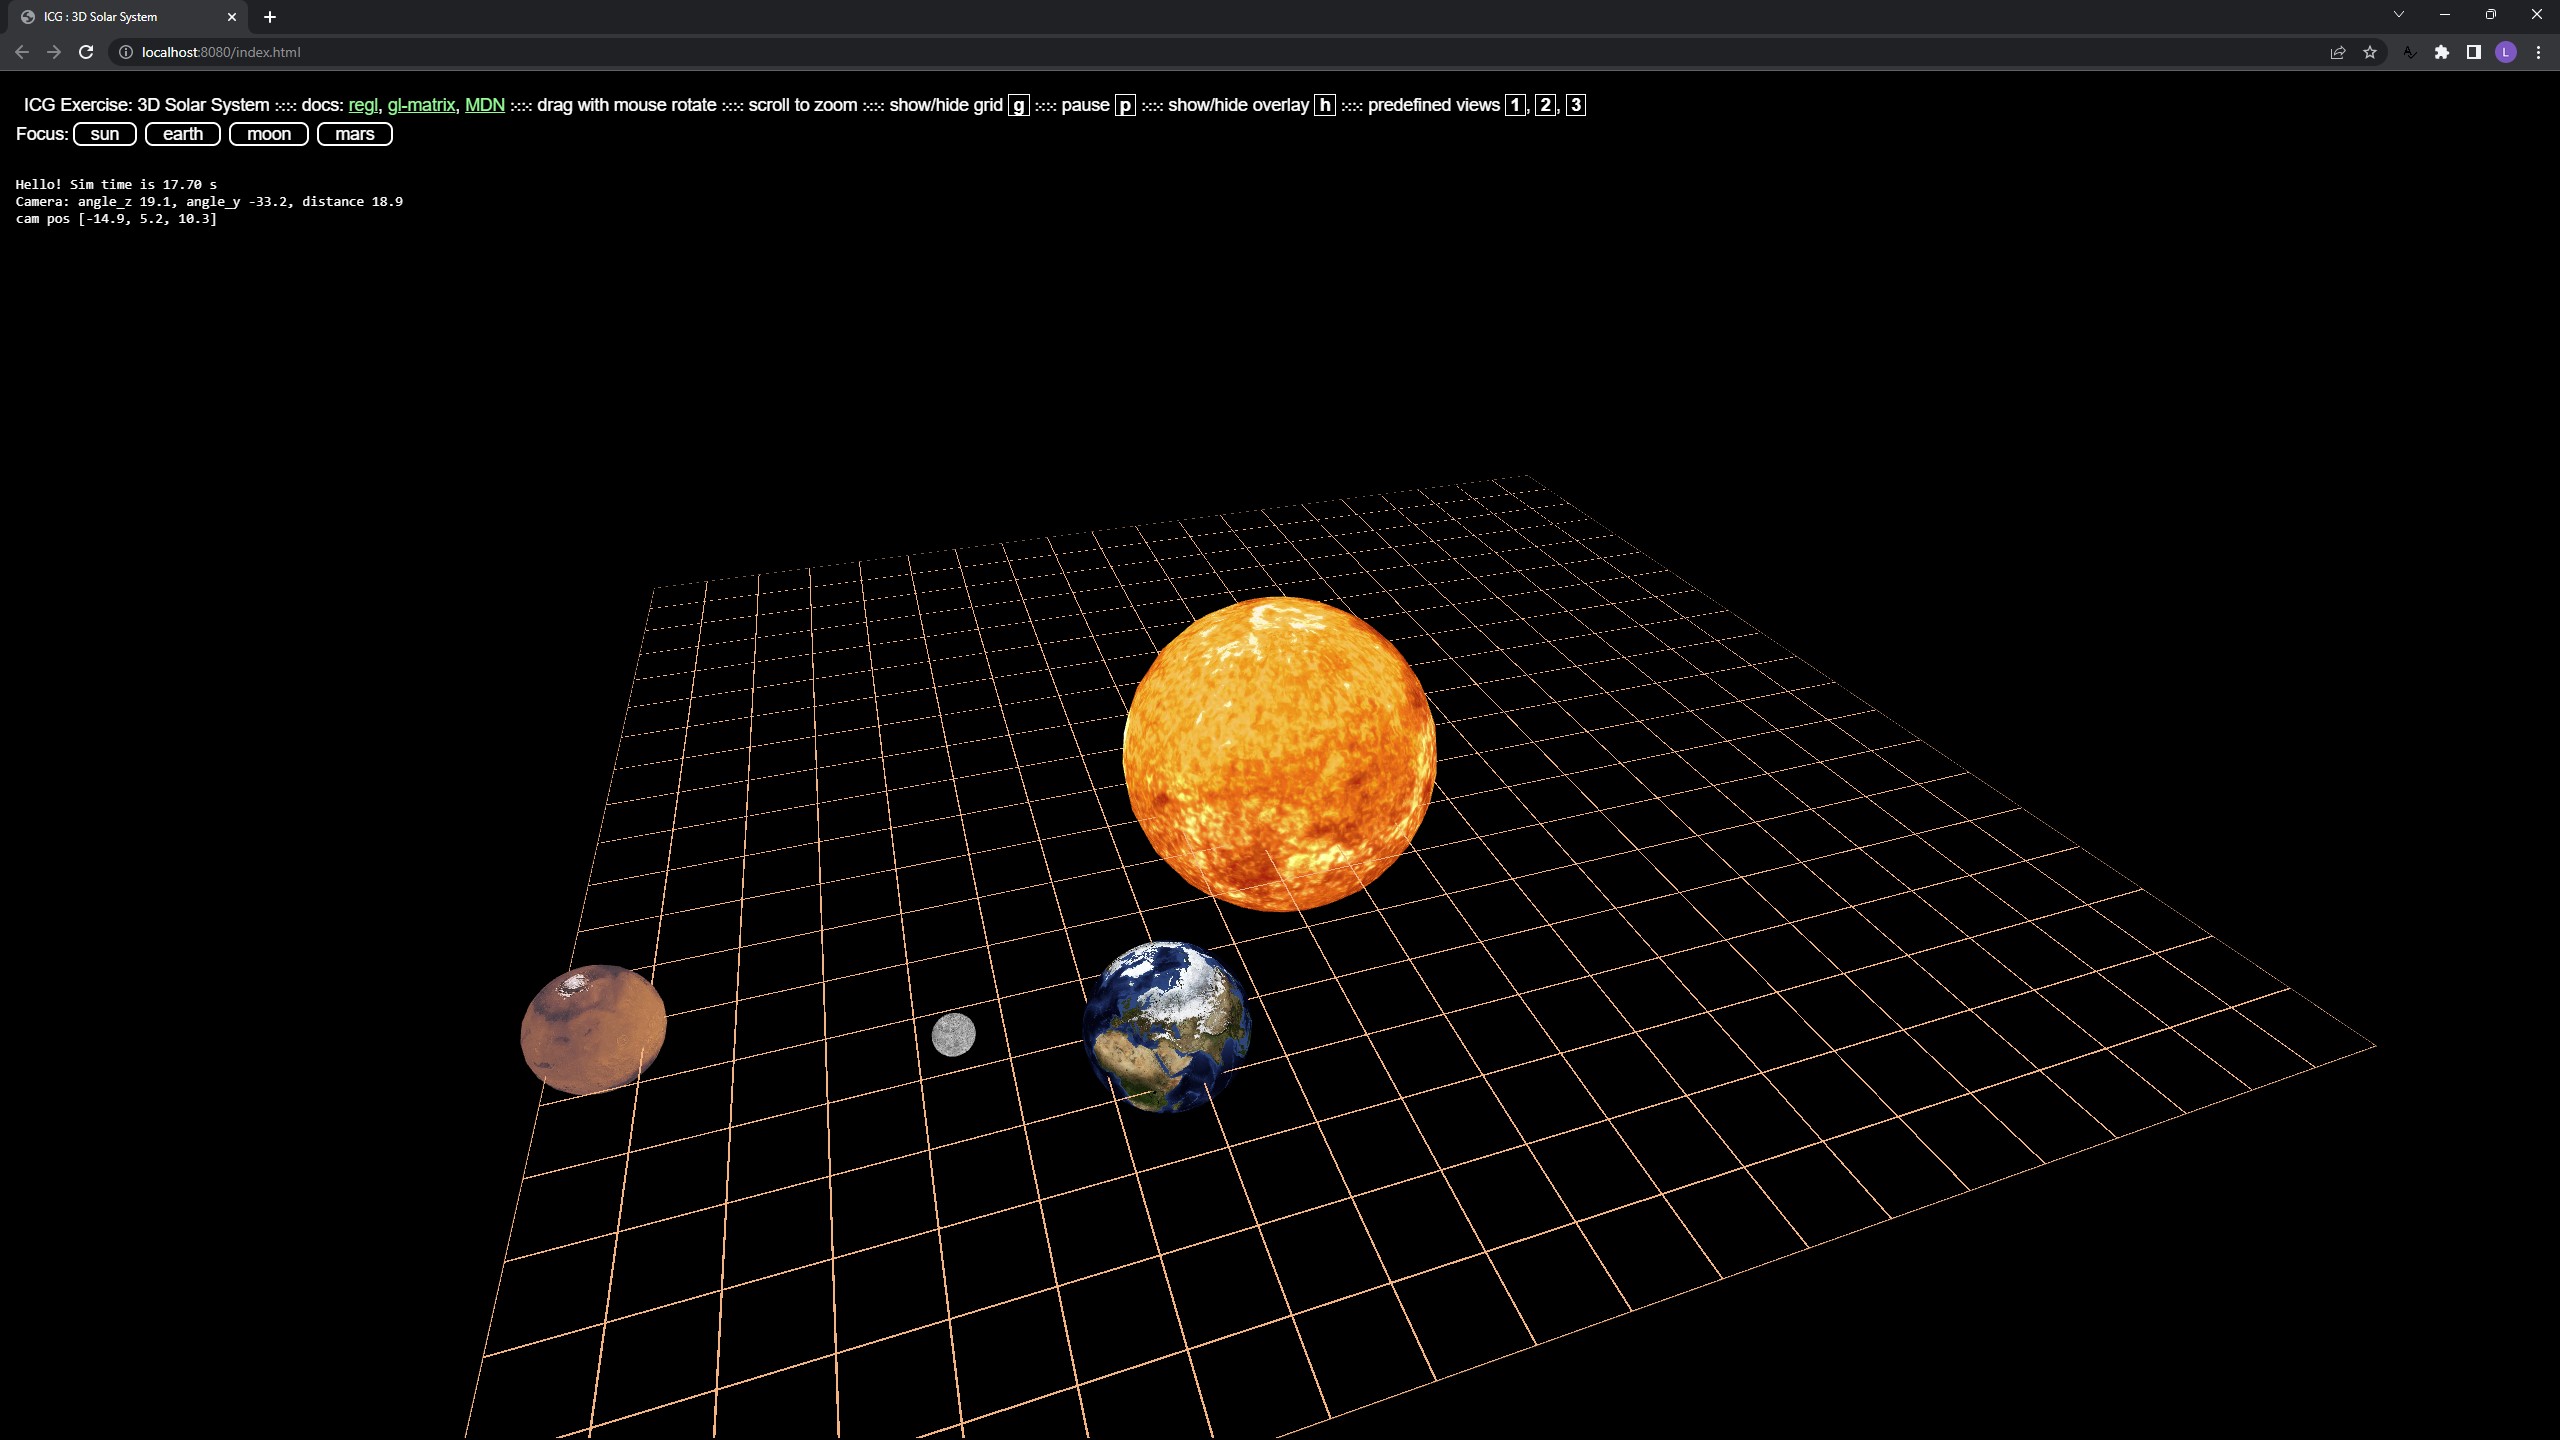 ICG : 3D Solar System
localhost:8080/index.html
L
ICG Exercise: 3D Solar System :::: docs: regl, gl-matrix, MDN :::: drag with mouse rotate :::: scroll to zoom :::: show/hide grid g :::: pause p :::: show/hide overlay h :::: predefined views 1, 2, 3
Focus: sun earth moon mars
Hello! Sim time is 17.70 s
Camera: angle_z 19.1, angle_y -33.2, distance 18.9
cam pos [-14.9, 5.2, 10.3]